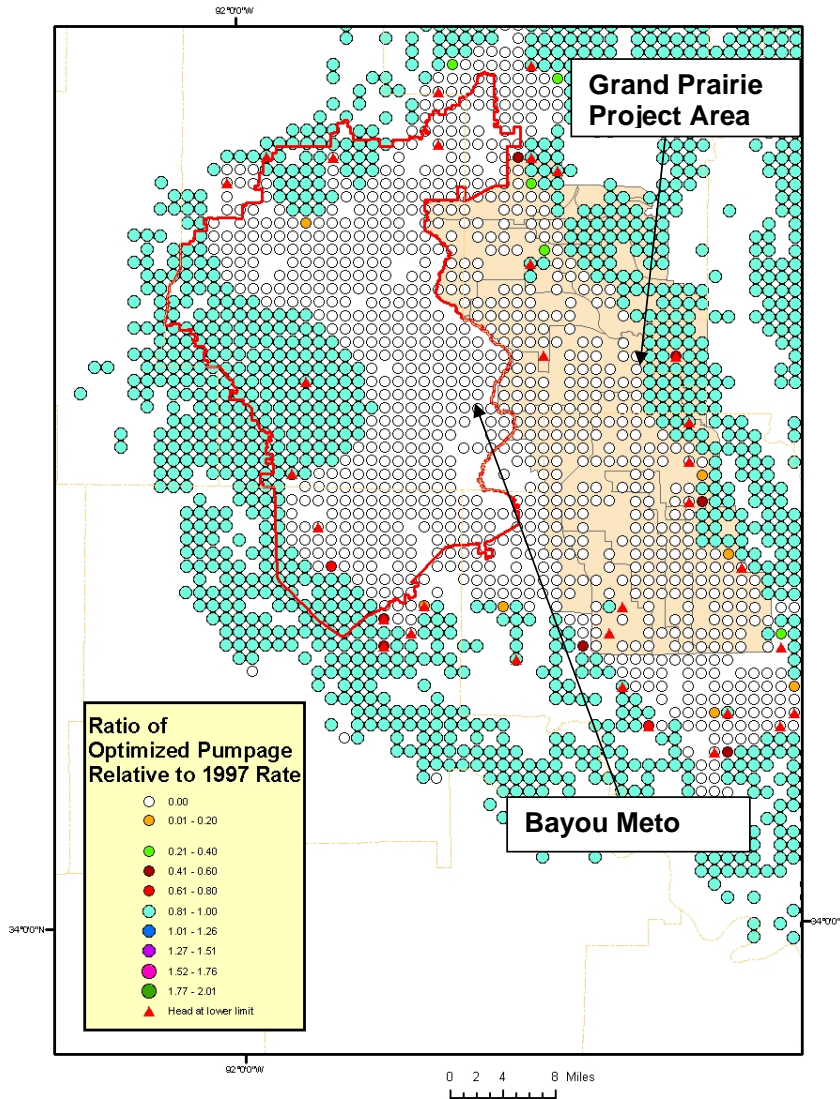 92°0'0"W
Grand Prairie
Project Area
Ratio of
Optimized Pumpage
Relative to 1997 Rate
0.00
0.01 - 0.20
0.21 - 0.40
0.41 - 0.60
0.61 - 0.80
0.81 - 1.00
1.01 - 1.26
1.27 - 1.51
1.52 - 1.76
1.77 - 2.01
Head at lower limit
Bayou Meto
34°0'0"N
34°0'0"N
92°0'0"W
0 2 4 8 Miles